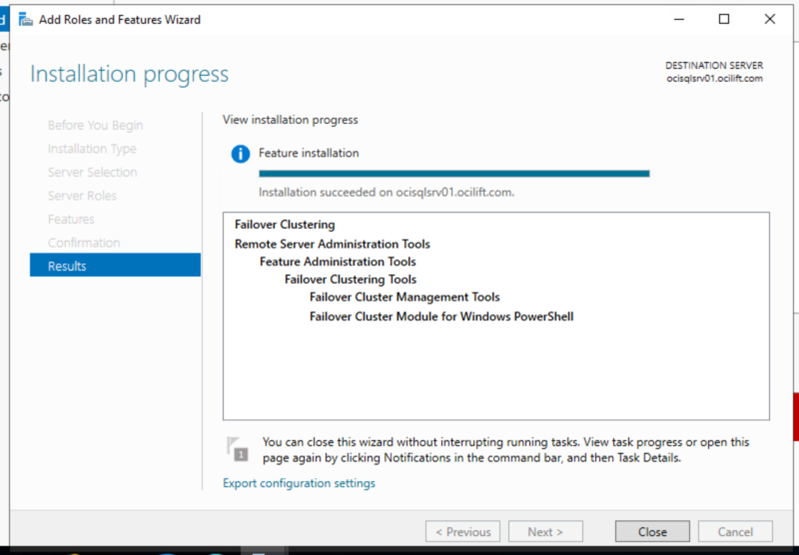 Add Roles and Features Wizard
Installation progress
DESTINATION SERVER
ocisqlsrv01.ocilift.com
Before You Begin
Installation Type
Server Selection
Server Roles
Features
Confirmation
Results
View installation progress
Feature installation
Installation succeeded on ocisqlsrv01.ocilift.com.
Failover Clustering
Remote Server Administration Tools
Feature Administration Tools
Failover Clustering Tools
Failover Cluster Management Tools
Failover Cluster Module for Windows PowerShell
1
You can close this wizard without interrupting running tasks. View task progress or open this
page again by clicking Notifications in the command bar, and then Task Details.
Export configuration settings
< Previous
Next >
Close
Cancel